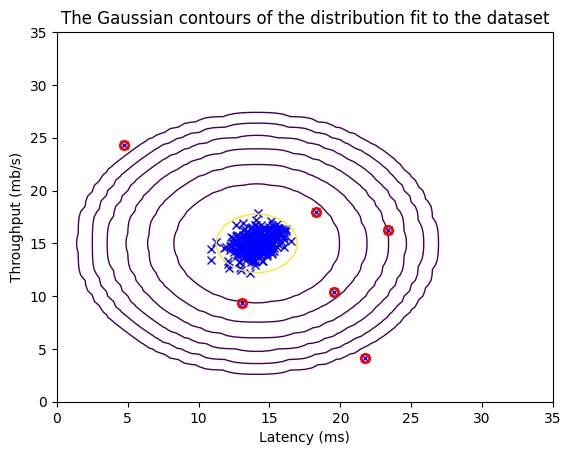 The Gaussian contours of the distribution fit to the dataset
35
30
25
20
15
10
5
0
Throughput (mb/s)
0 5 10 15 20 25 30 35
Latency (ms)